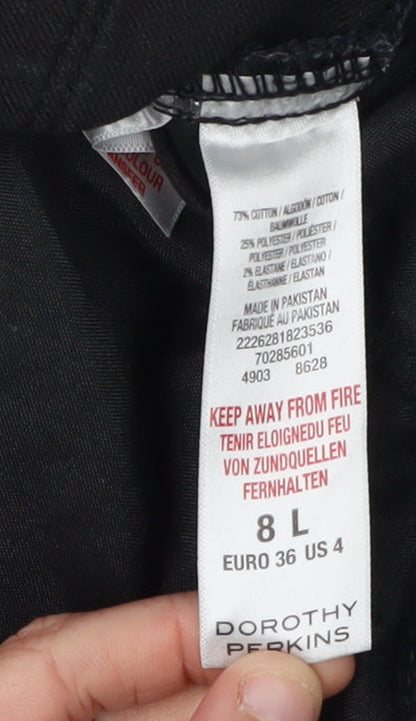 COLOUR
73% COTTON / ALGODÓN / COTON /
BAUMWOLLE
25% POLYESTER / POLIÉSTER /
POLYESTER / POLYESTER
2% ELASTANE / ELASTAN /
ÉLASTHANNE / ELASTAN
MADE IN PAKISTAN
FABRIQUÉ AU PAKISTAN
2226281823536
70285601
4903 8628
KEEP AWAY FROM FIRE
TENIR ELOIGNEDU FEU
VON ZUNDQUELLEN
FERNHALTEN
8 L
EURO 36 US 4
DOROTHY
PERKINS